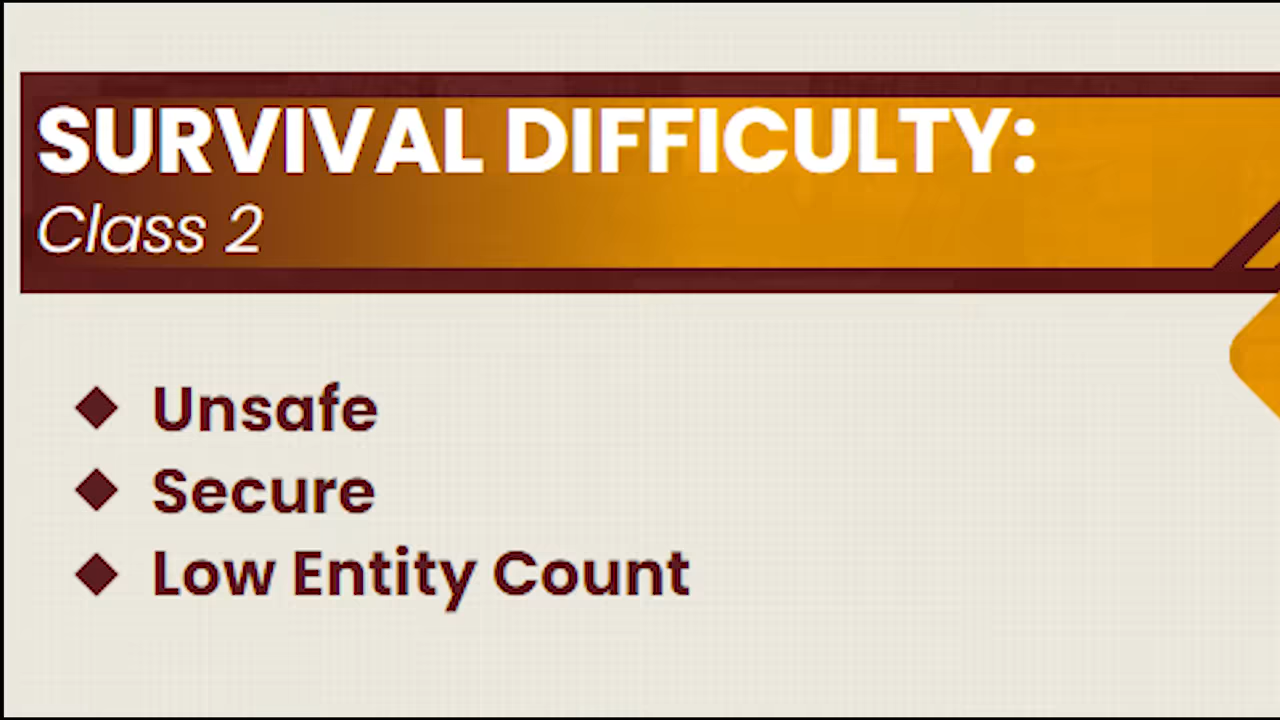 SURVIVAL DIFFICULTY:
Class 2
Unsafe
Secure
Low Entity Count